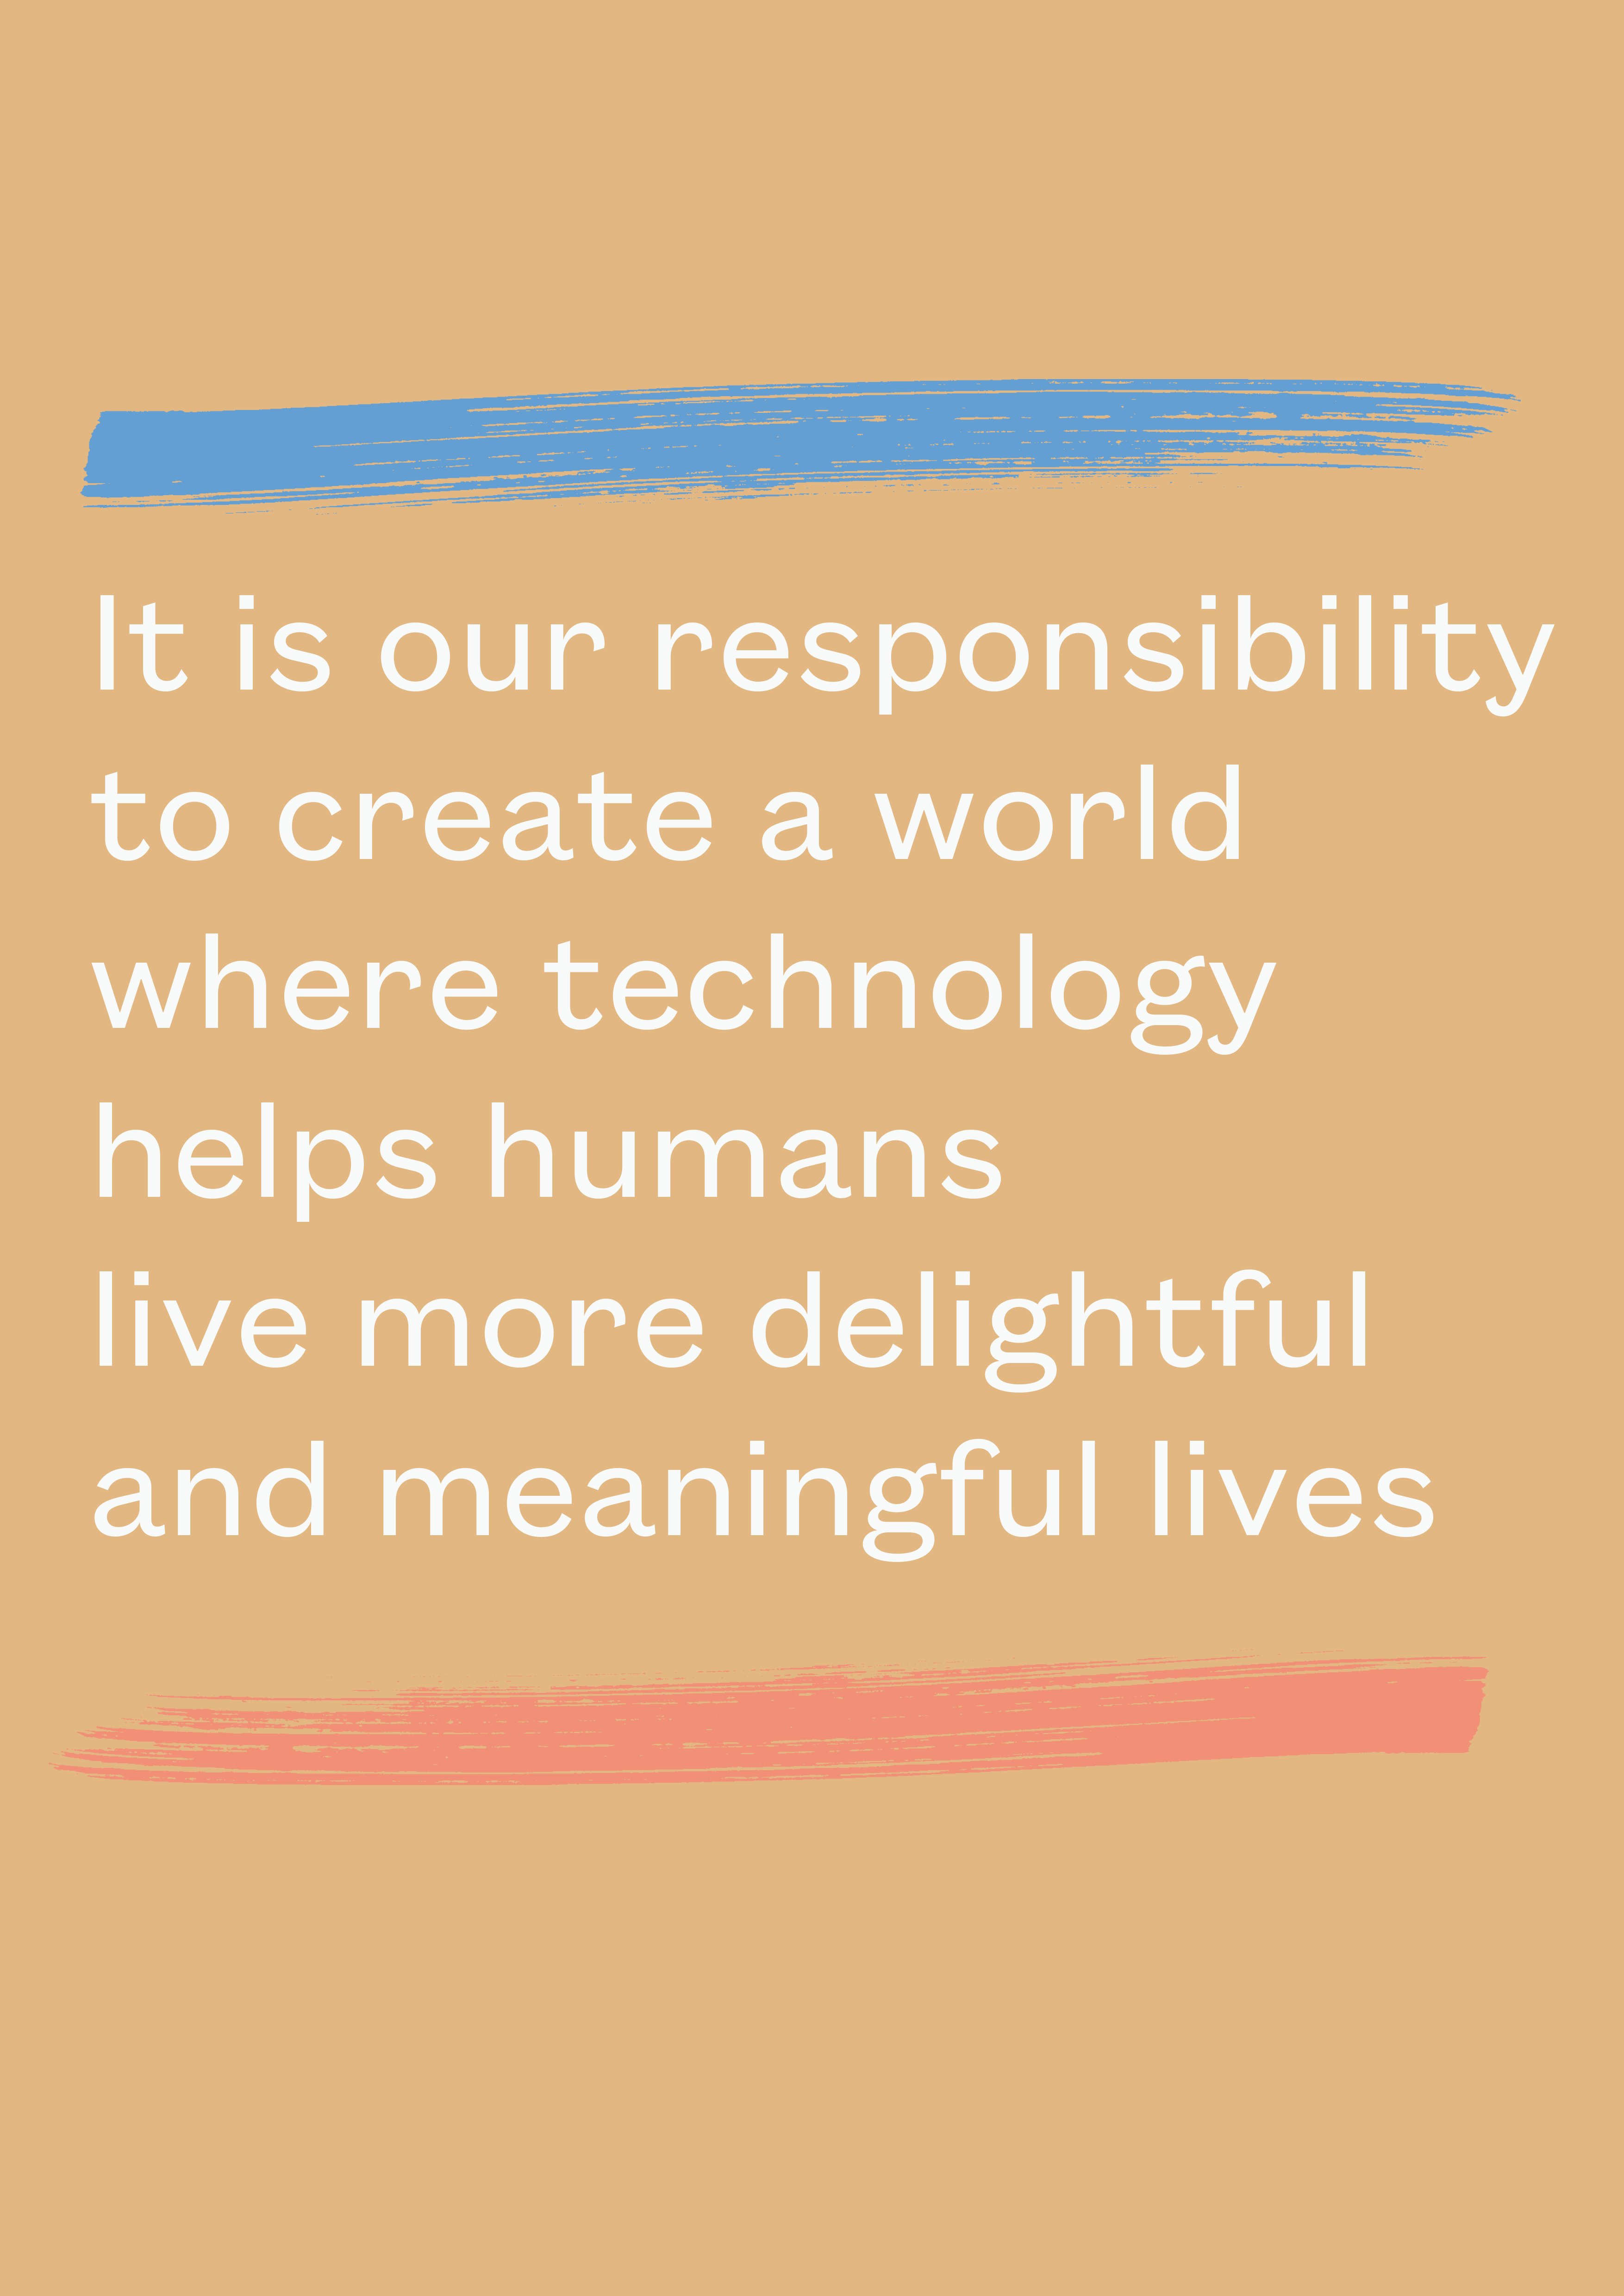 It is our responsibility
to create a world
where technology
helps humans
live more delightful
and meaningful lives